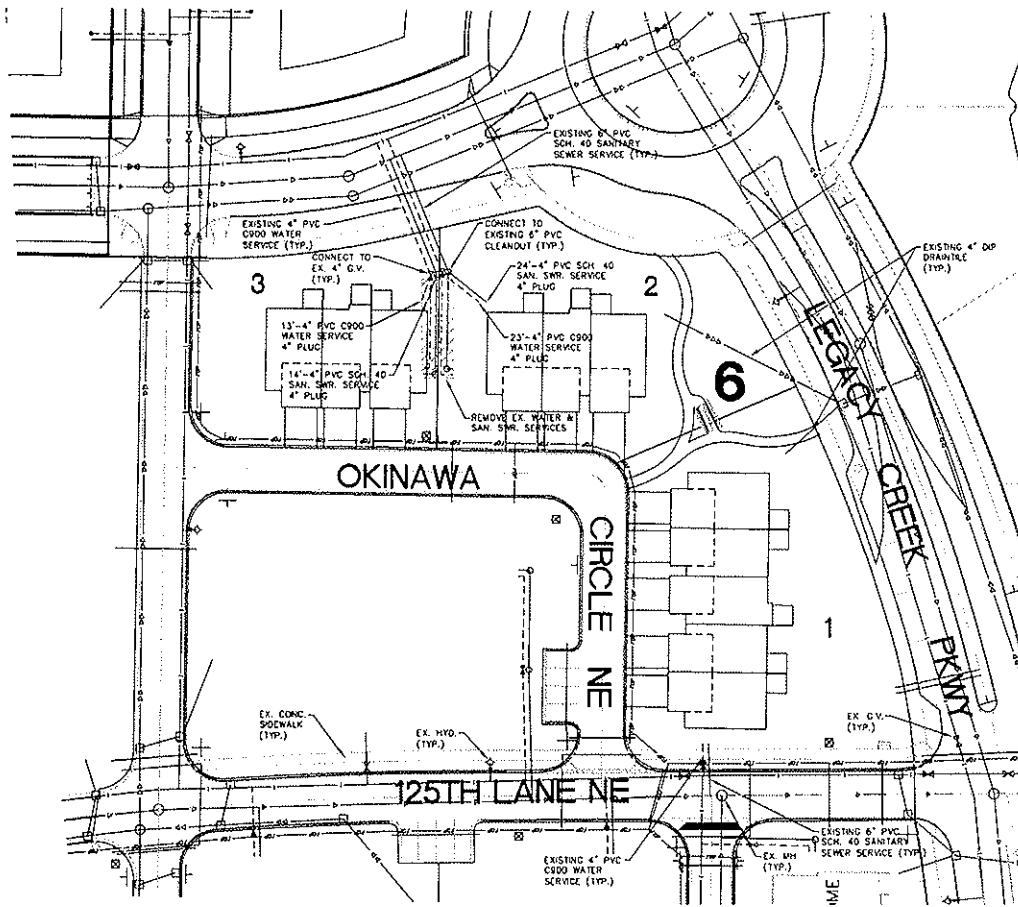 EXISTING 6" PVC
SCH. 40 SANITARY
SEWER SERVICE (TYP.)
EXISTING 4" PVC
C900 WATER
SERVICE (TYP.)
CONNECT TO
EXISTING 6" PVC
CLEANOUT (TYP.)
EXISTING 4" DIP
DRAINTILE
(TYP.)
CONNECT TO
EX. 4" G.V.
(TYP.)
24'-4" PVC SCH. 40
SAN. SWR. SERVICE
4" PLUG
3
2
13'-4" PVC C900
WATER SERVICE
4" PLUG
23'-4" PVC C900
WATER SERVICE
4" PLUG
14'-4" PVC SCH. 40
SAN. SWR. SERVICE
4" PLUG
6
REMOVE EX. WATER &
SAN. SWR. SERVICES
LEGACY CREEK PKWY
OKINAWA
CIRCLE NE
1
EX. CONC.
SIDEWALK
(TYP.)
EX. HYD.
(TYP.)
EX. G.V.
(TYP.)
125TH LANE NE
EXISTING 4" PVC
C900 WATER
SERVICE (TYP.)
EX. MH
(TYP.)
EXISTING 6" PVC
SCH. 40 SANITARY
SEWER SERVICE (TYP.)